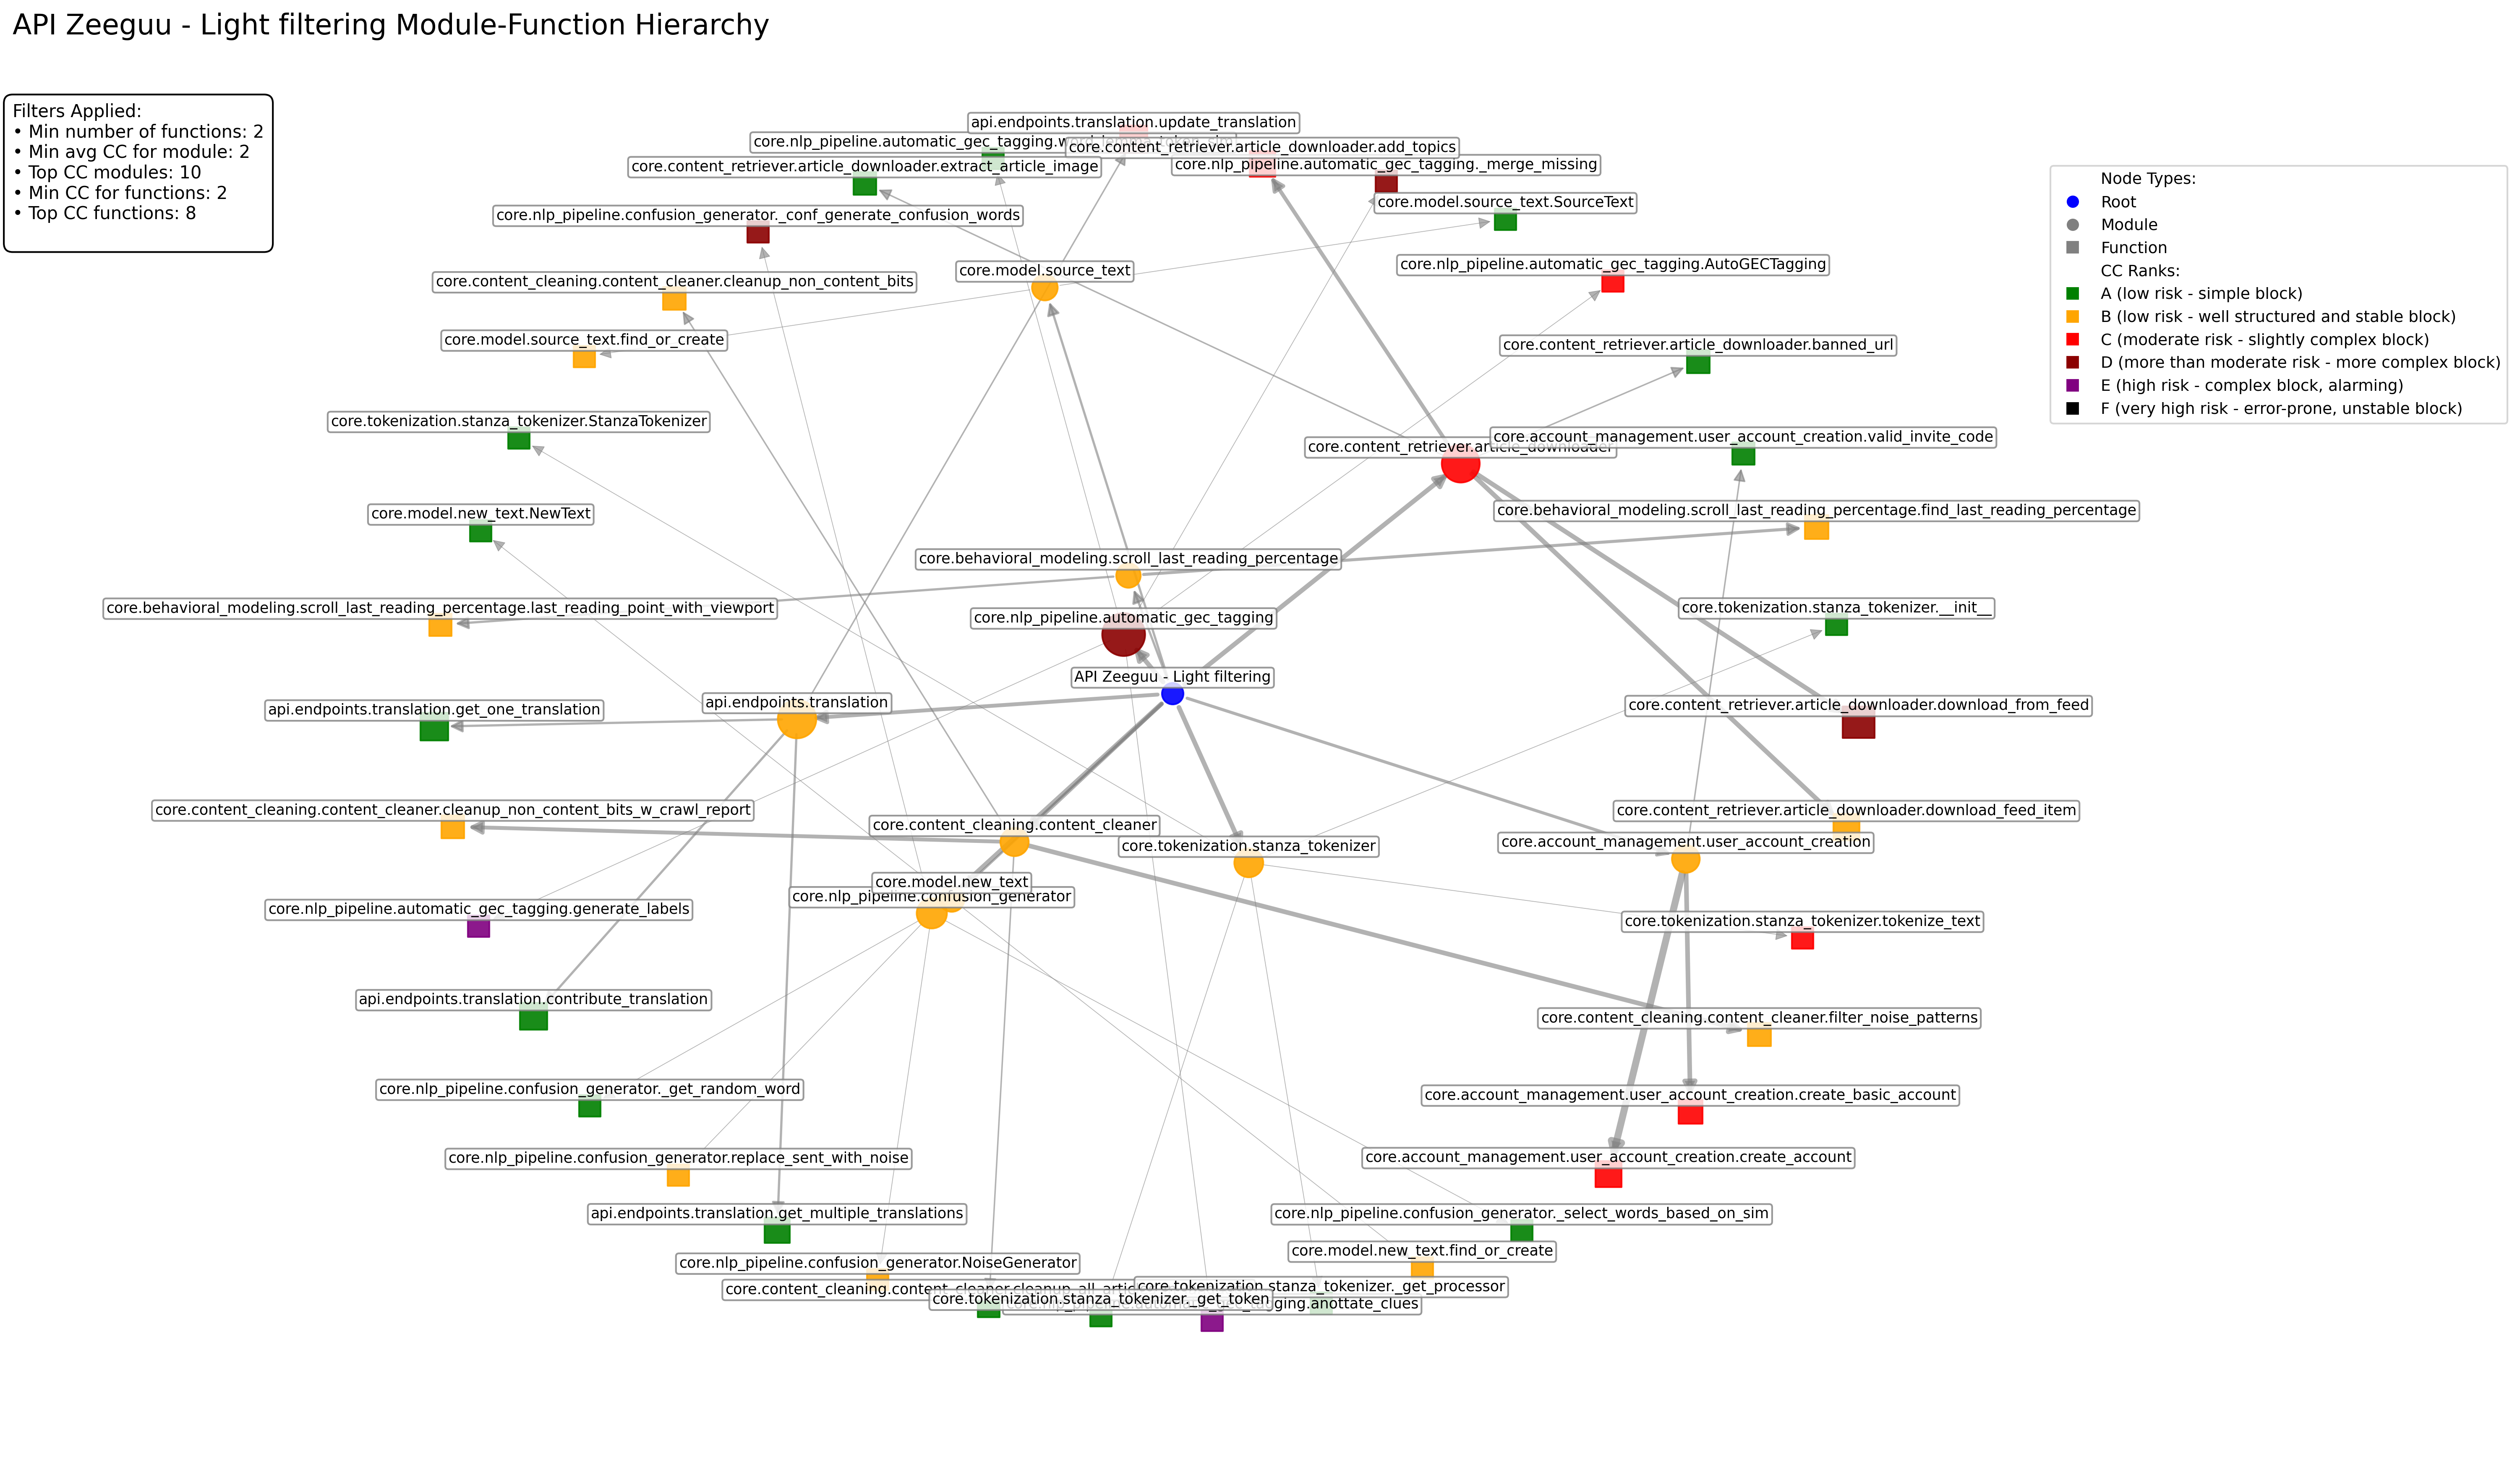 API Zeeguu - Light filtering Module-Function Hierarchy
Filters Applied:
• Min number of functions: 2
• Min avg CC for module: 2
• Top CC modules: 10
• Min CC for functions: 2
• Top CC functions: 8
Node Types:
Root
Module
Function
CC Ranks:
A (low risk - simple block)
B (low risk - well structured and stable block)
C (moderate risk - slightly complex block)
D (more than moderate risk - more complex block)
E (high risk - complex block, alarming)
F (very high risk - error-prone, unstable block)
api.endpoints.translation.update_translation
core.nlp_pipeline.automatic_gec_tagging.
core.content_retriever.article_downloader.add_topics
core.content_retriever.article_downloader.extract_article_image
core.nlp_pipeline.automatic_gec_tagging._merge_missing
core.model.source_text.SourceText
core.nlp_pipeline.confusion_generator._conf_generate_confusion_words
core.nlp_pipeline.automatic_gec_tagging.AutoGECTagging
core.model.source_text
core.content_cleaning.content_cleaner.cleanup_non_content_bits
core.model.source_text.find_or_create
core.content_retriever.article_downloader.banned_url
core.tokenization.stanza_tokenizer.StanzaTokenizer
core.account_management.user_account_creation.valid_invite_code
core.content_retriever.article_downloader
core.model.new_text.NewText
core.behavioral_modeling.scroll_last_reading_percentage.find_last_reading_percentage
core.behavioral_modeling.scroll_last_reading_percentage
core.behavioral_modeling.scroll_last_reading_percentage.last_reading_point_with_viewport
core.tokenization.stanza_tokenizer.__init__
core.nlp_pipeline.automatic_gec_tagging
API Zeeguu - Light filtering
api.endpoints.translation
api.endpoints.translation.get_one_translation
core.content_retriever.article_downloader.download_from_feed
core.content_cleaning.content_cleaner.cleanup_non_content_bits_w_crawl_report
core.content_retriever.article_downloader.download_feed_item
core.content_cleaning.content_cleaner
core.tokenization.stanza_tokenizer
core.account_management.user_account_creation
core.model.new_text
core.nlp_pipeline.confusion_generator
core.nlp_pipeline.automatic_gec_tagging.generate_labels
core.tokenization.stanza_tokenizer.tokenize_text
api.endpoints.translation.contribute_translation
core.content_cleaning.content_cleaner.filter_noise_patterns
core.nlp_pipeline.confusion_generator._get_random_word
core.account_management.user_account_creation.create_basic_account
core.nlp_pipeline.confusion_generator.replace_sent_with_noise
core.account_management.user_account_creation.create_account
api.endpoints.translation.get_multiple_translations
core.nlp_pipeline.confusion_generator._select_words_based_on_sim
core.model.new_text.find_or_create
core.nlp_pipeline.confusion_generator.NoiseGenerator
core.content_cleaning.content_cleaner.cleanup_all_
core.tokenization.stanza_tokenizer._get_processor
core.tokenization.stanza_tokenizer._get_token
core.nlp_pipeline.automatic_gec_tagging.anottate_clues